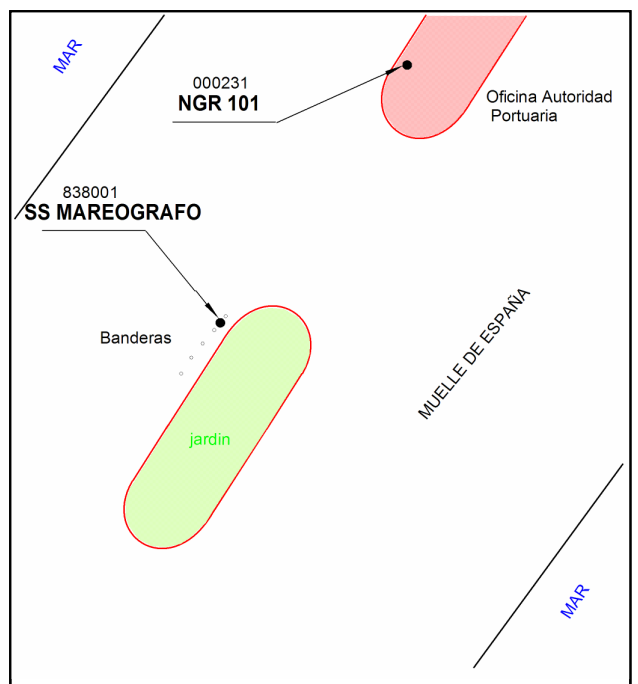 MAR
000231
NGR 101
Oficina Autoridad
Portuaria
838001
SS MAREOGRAFO
Banderas
MUELLE DE ESPAÑA
jardin
MAR